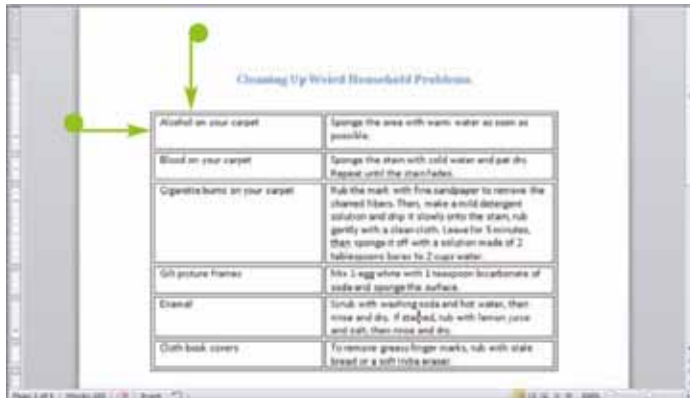 Cleaning Up Weird Household Problems
Alcohol on your carpet
Sponge the area with warm water as soon as
possible.
Blood on your carpet
Sponge the stain with cold water and pat dry.
Repeat until the stain fades.
Cigarette burns on your carpet
Rub the mark with fine sandpaper to remove the
charred fibers. Then, make a mild detergent
solution and drip it slowly onto the stain, rub
gently with a clean cloth. Leave for 5 minutes,
then sponge it off with a solution made of 2
tablespoons borax to 2 cups water.
Gilt picture frames
Mix 1 egg white with 1 teaspoon bicarbonate of
soda and sponge the surface.
Enamel
Scrub with washing soda and hot water, then
rinse and dry. If stained, rub with lemon juice
and salt, then rinse and dry.
Cloth book covers
To remove greasy finger marks, rub with stale
bread or a soft India eraser.